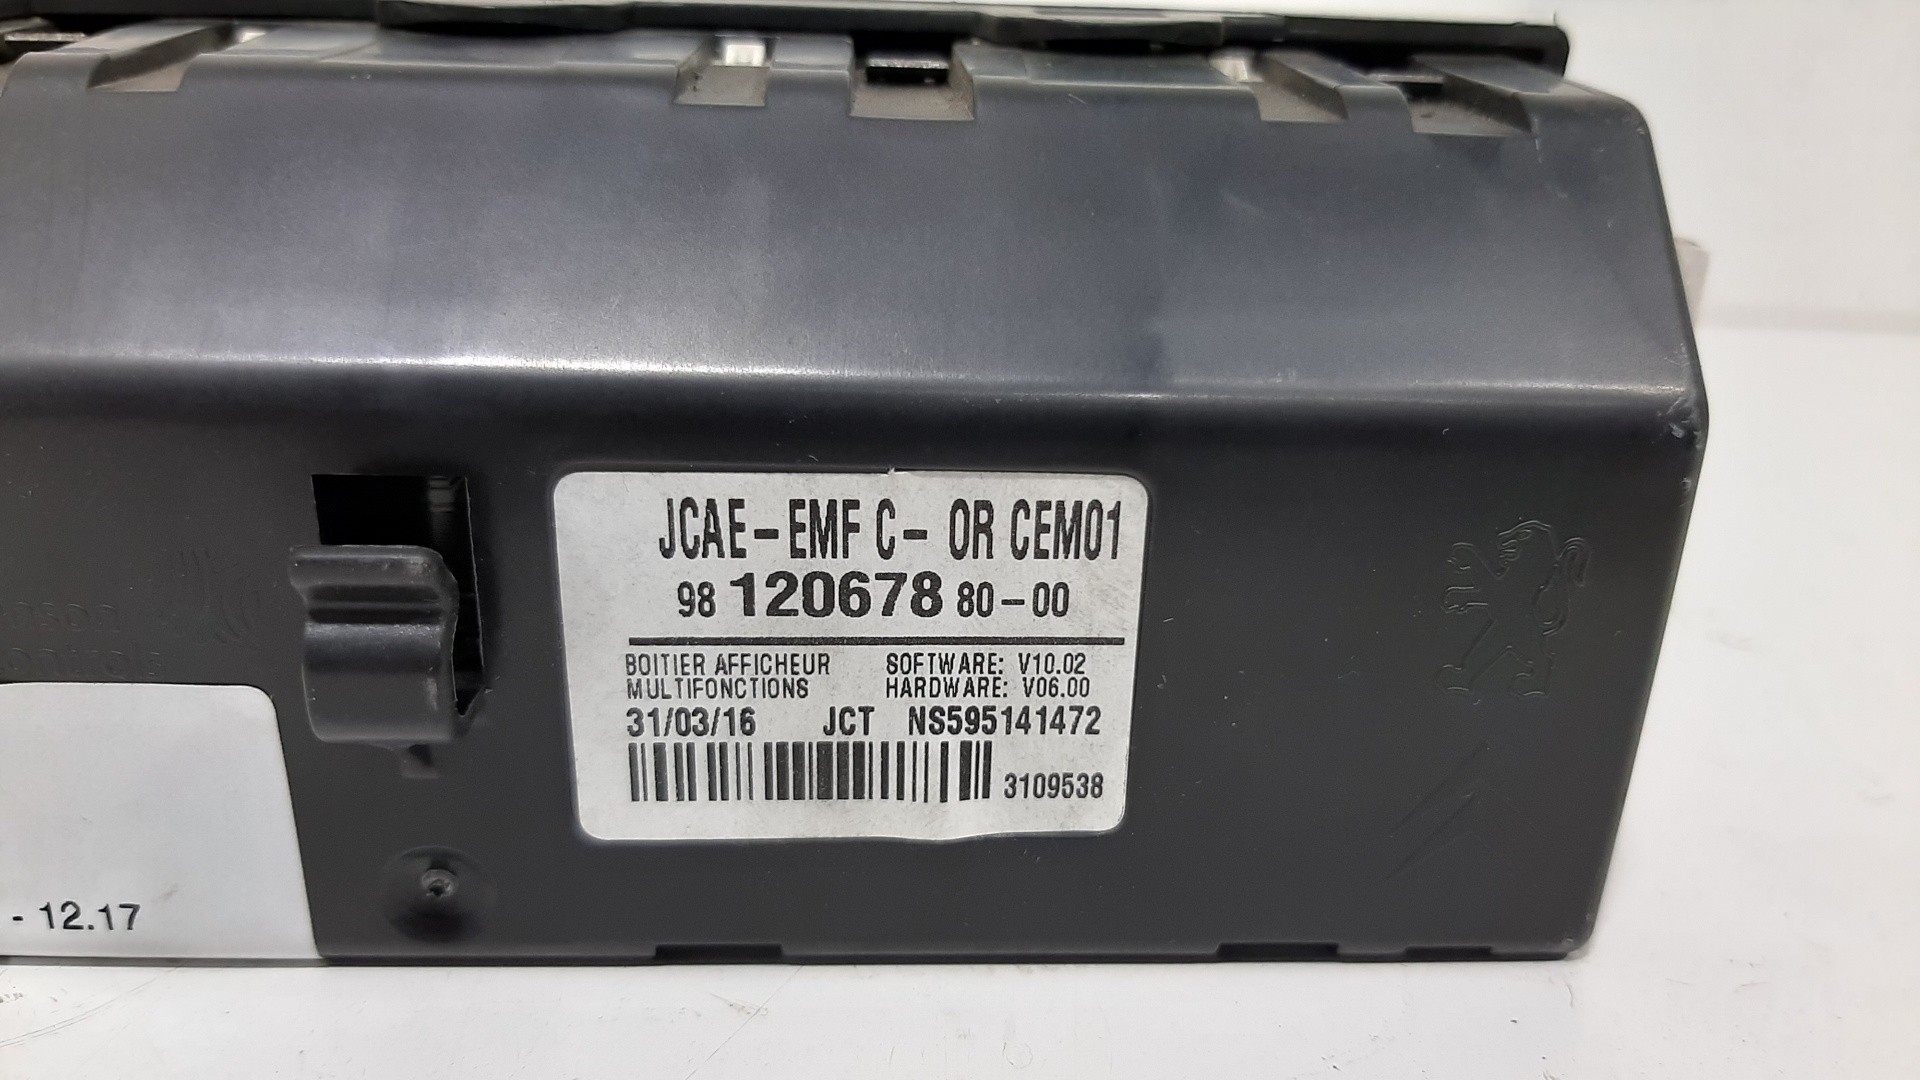 JCAE-EMF C- OR CEM01
98 120678 80-00
BOITIER AFFICHEUR SOFTWARE: V10.02
MULTIFONCTIONS HARDWARE: V06.00
31/03/16 JCT NS595141472
3109538
- 12.17